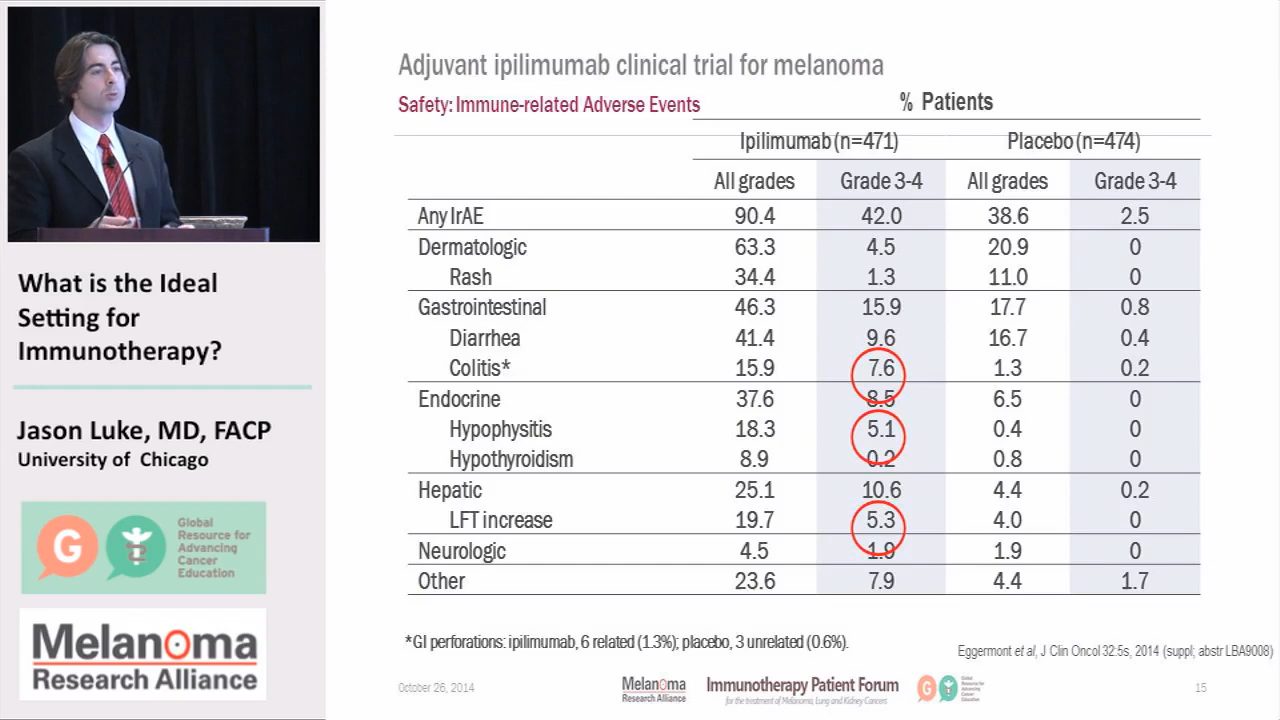 What is the Ideal
Setting for
Immunotherapy?
Jason Luke, MD, FACP
University of Chicago
G
Global
Resource for
Advancing
Cancer
Education
Melanoma
Research Alliance
Adjuvant ipilimumab clinical trial for melanoma
Safety: Immune-related Adverse Events
% Patients
Ipilimumab (n=471) Placebo (n=474)
All grades Grade 3-4 All grades Grade 3-4
Any IrAE 90.4 42.0 38.6 2.5
Dermatologic 63.3 4.5 20.9 0
Rash 34.4 1.3 11.0 0
Gastrointestinal 46.3 15.9 17.7 0.8
Diarrhea 41.4 9.6 16.7 0.4
Colitis* 15.9 7.6 1.3 0.2
Endocrine 37.6 8.5 6.5 0
Hypophysitis 18.3 5.1 0.4 0
Hypothyroidism 8.9 0.2 0.8 0
Hepatic 25.1 10.6 4.4 0.2
LFT increase 19.7 5.3 4.0 0
Neurologic 4.5 1.9 1.9 0
Other 23.6 7.9 4.4 1.7
*GI perforations: ipilimumab, 6 related (1.3%); placebo, 3 unrelated (0.6%).
Eggermont et al, J Clin Oncol 32:5s, 2014 (suppl; abstr LBA9008)
October 26, 2014
Melanoma
Research Alliance
Immunotherapy Patient Forum
for the treatment of Melanoma, Lung and Kidney Cancers
G
Global
Resource for
Advancing
Cancer
Education
15